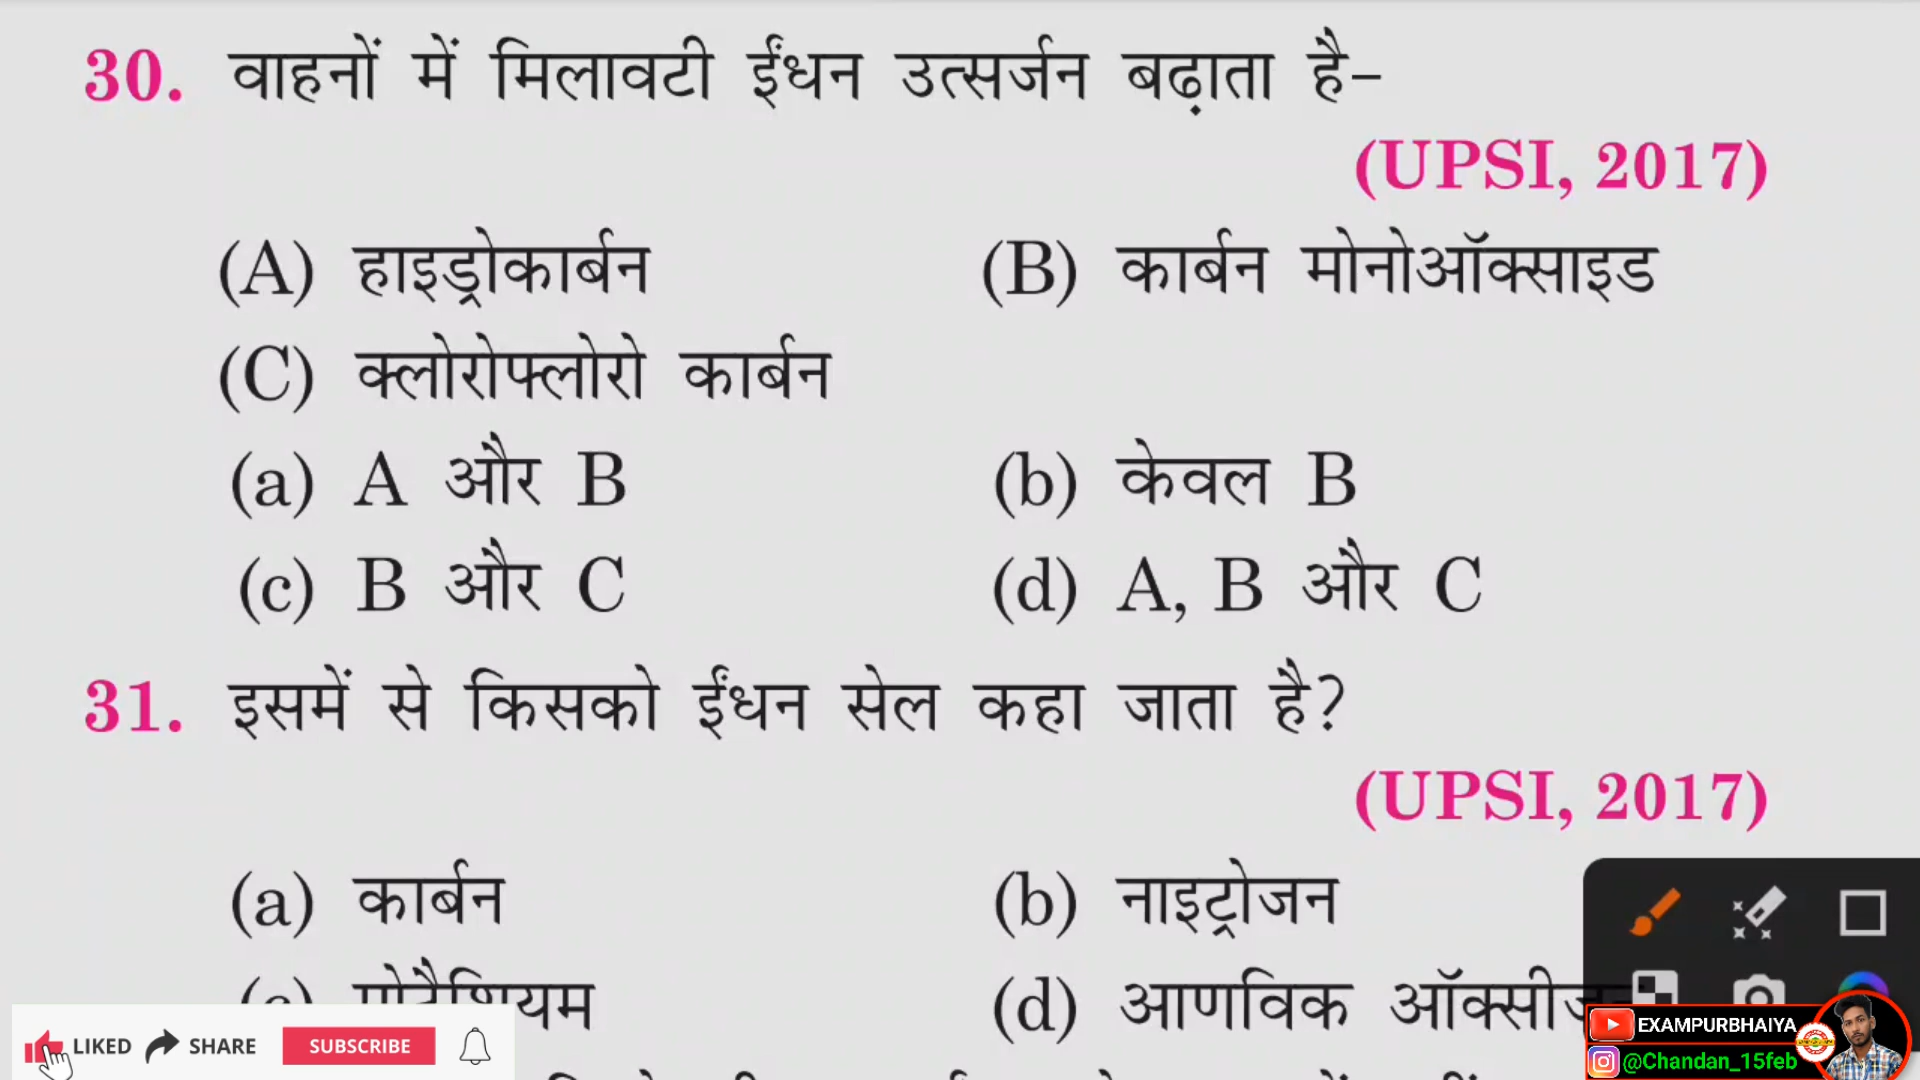 30. वाहनों में मिलावटी ईंधन उत्सर्जन बढ़ाता है–
(UPSI, 2017)
(A) हाइड्रोकार्बन (B) कार्बन मोनोऑक्साइड
(C) क्लोरोफ्लोरो कार्बन
(a) A और B (b) केवल B
(c) B और C (d) A, B और C
31. इसमें से किसको ईंधन सेल कहा जाता है?
(UPSI, 2017)
(a) कार्बन (b) नाइट्रोजन
(c) पोटैशियम (d) आणविक
LIKED SHARE SUBSCRIBE
EXAMPURBHAIYA
@Chandan_15feb